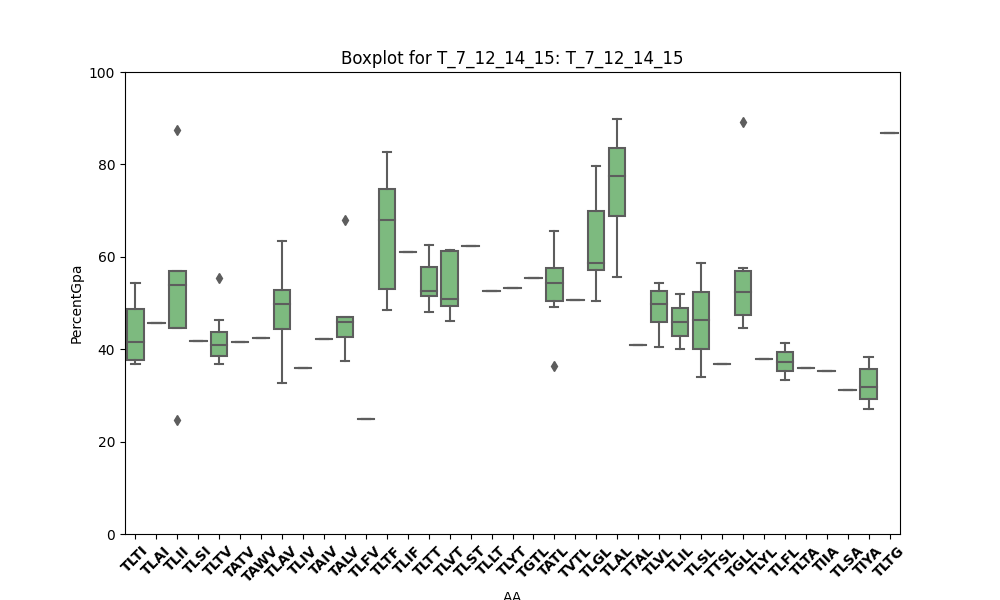 Boxplot for T_7_12_14_15: T_7_12_14_15
100
80
60
40
20
0
PercentGpa
TLTI
TLAI
TLII
TLSI
TLTV
TATV
TAWV
TLAV
TLIV
TAIV
TALV
TLFV
TLTF
TLIF
TLTT
TLVT
TLST
TLLT
TLYT
TGTL
TATL
TVTL
TLGL
TLAL
TTAL
TLVL
TLIL
TLSL
TTSL
TGLL
TLYL
TLFL
TLTA
TIIA
TLSA
TIYA
TLTG
AA